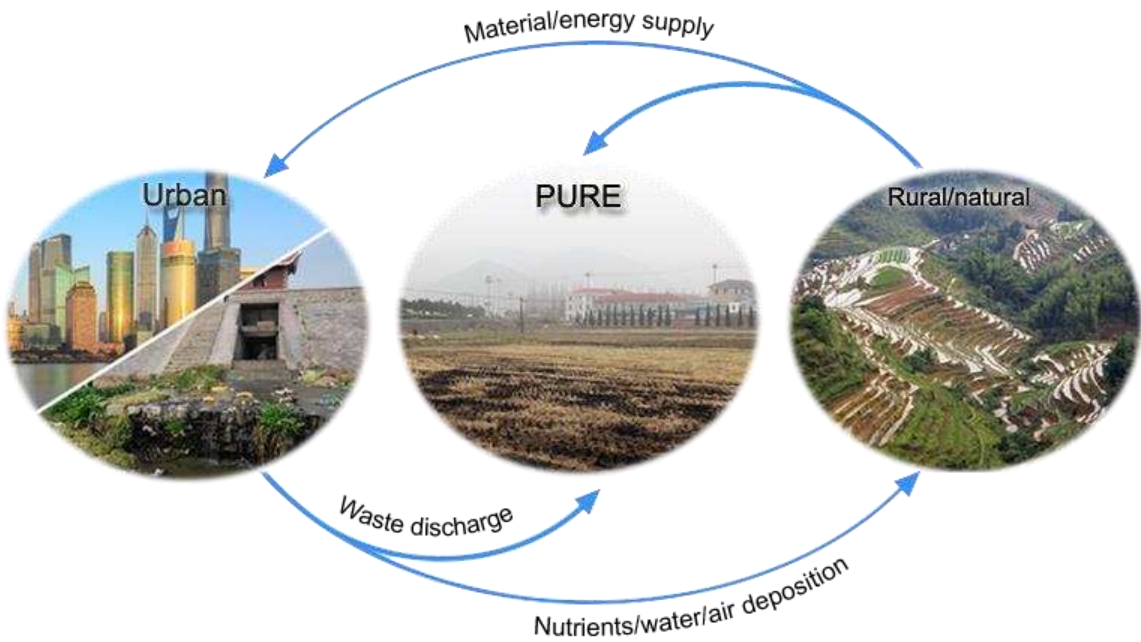 Material/energy supply
Urban
PURE
Rural/natural
Waste discharge
Nutrients/water/air deposition